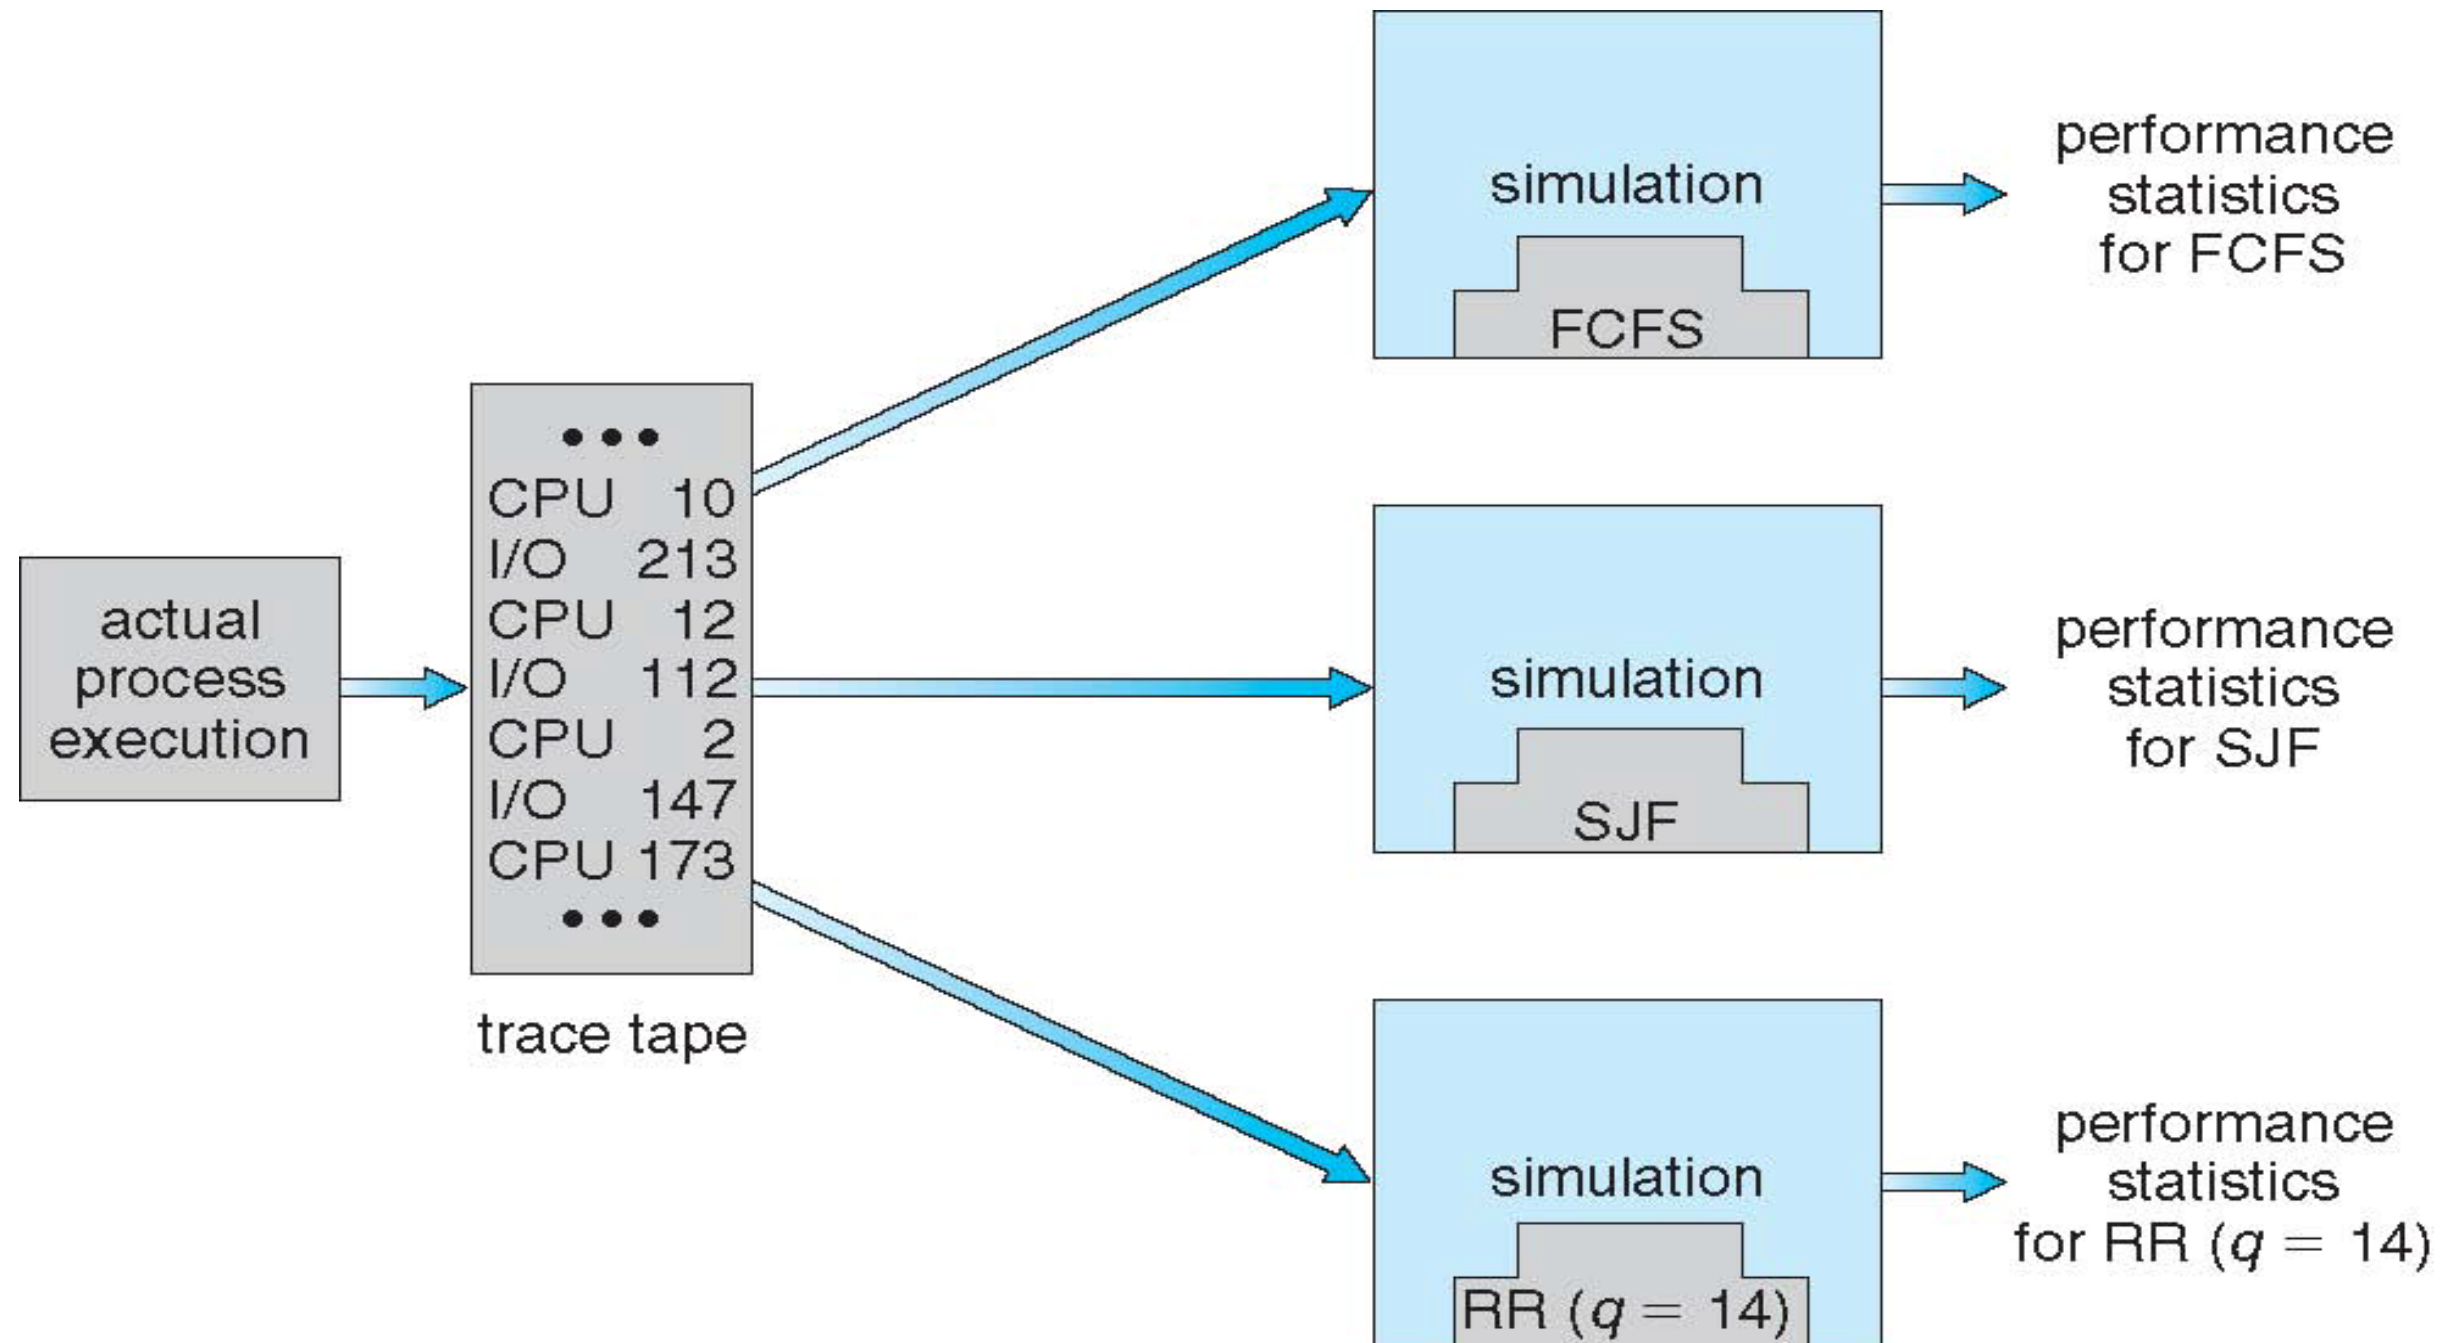 actual
process
execution
• • •
CPU 10
I/O 213
CPU 12
I/O 112
CPU 2
I/O 147
CPU 173
• • •
trace tape
simulation
FCFS
performance
statistics
for FCFS
simulation
SJF
performance
statistics
for SJF
simulation
RR (q = 14)
performance
statistics
for RR (q = 14)